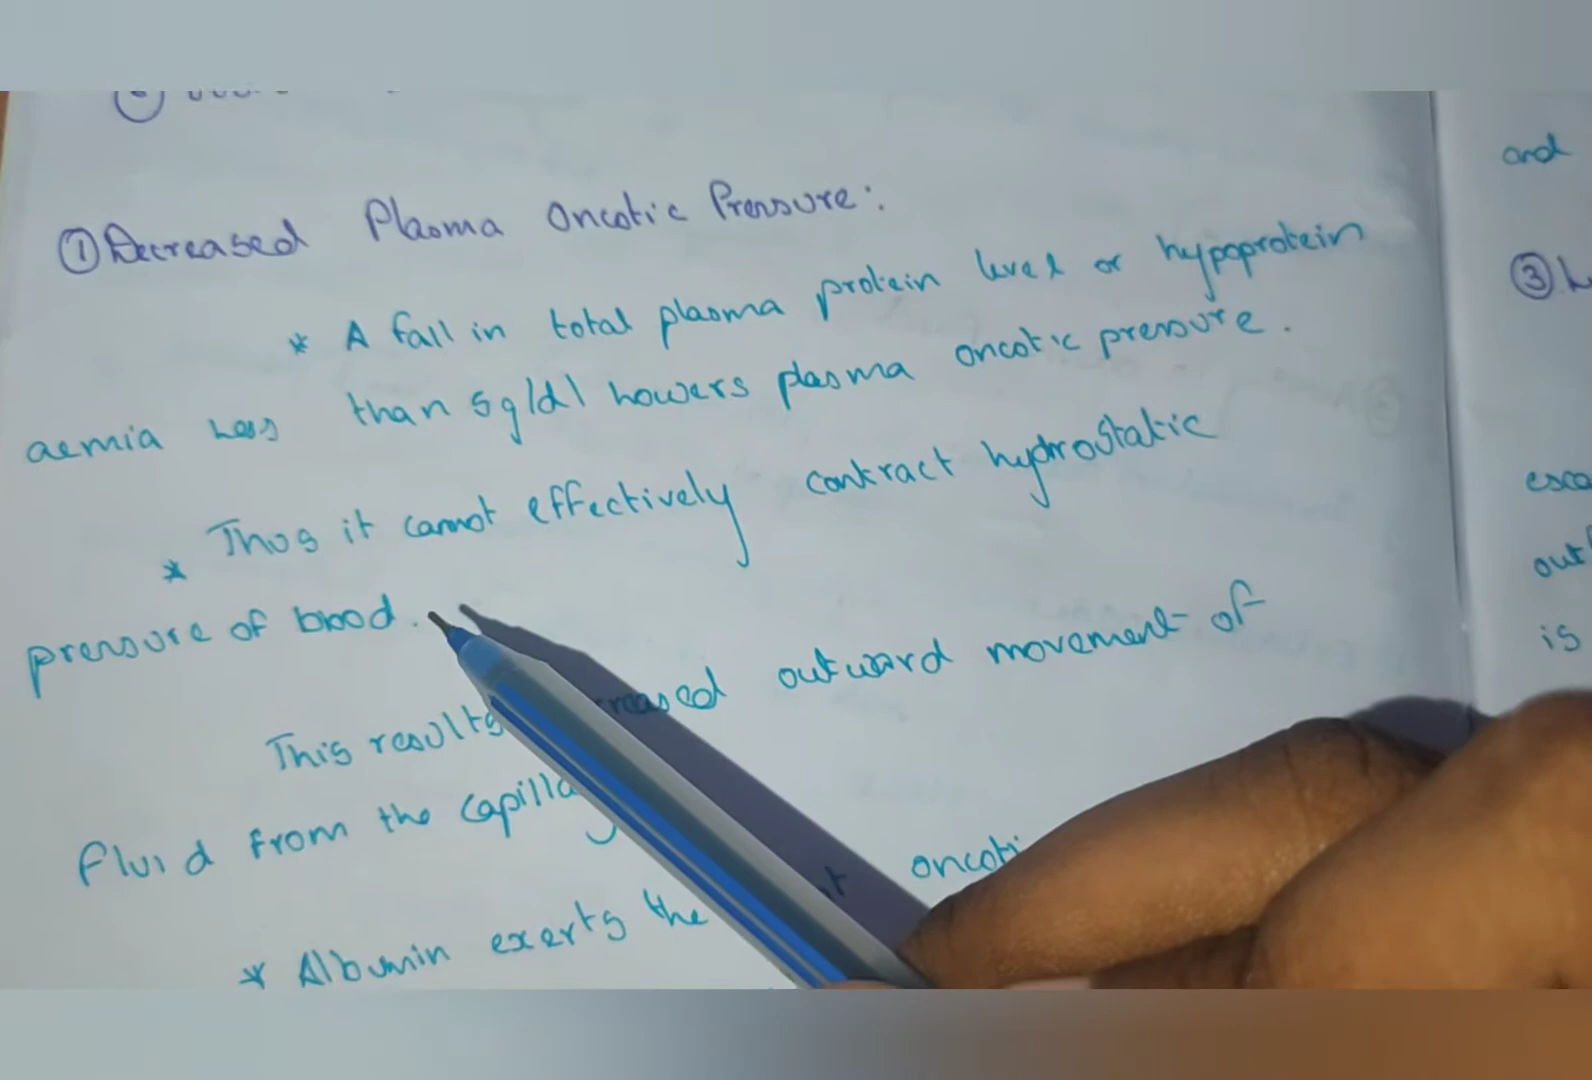 ① Decreased Plasma Oncotic Pressure:
* A fall in total plasma protein level or hypoprotein
aemia less than 5g/dl lowers plasma oncotic pressure.
* Thus it cannot effectively contract hydrostatic
pressure of blood.
This results creased outward movement of
fluid from the capilla
* Albumin exerts the t oncoti
and
③
esca
out
is